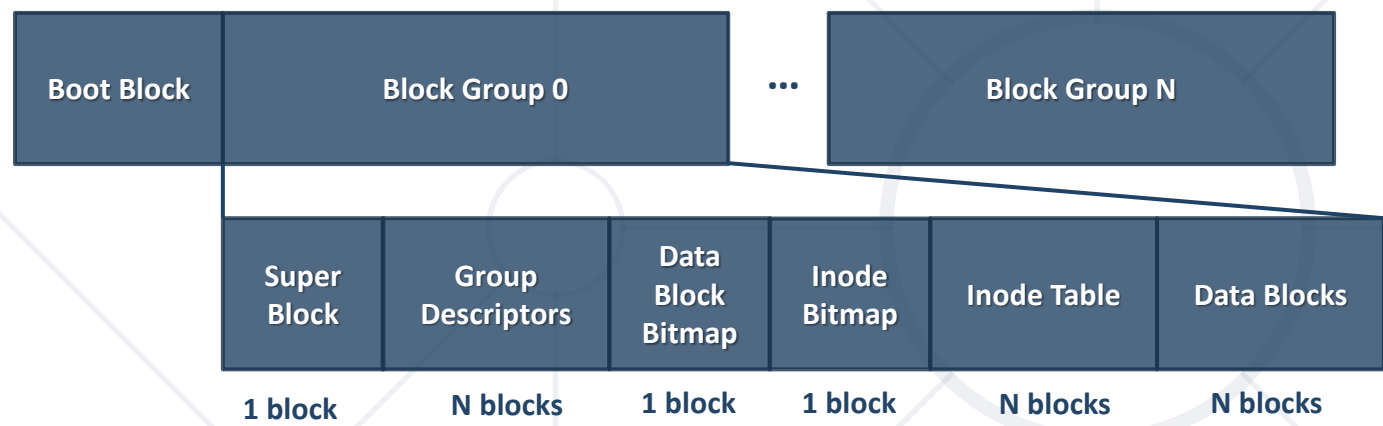 Boot Block
Block Group 0
...
Block Group N
Super
Block
Group
Descriptors
Data
Block
Bitmap
Inode
Bitmap
Inode Table
Data Blocks
1 block
N blocks
1 block
1 block
N blocks
N blocks